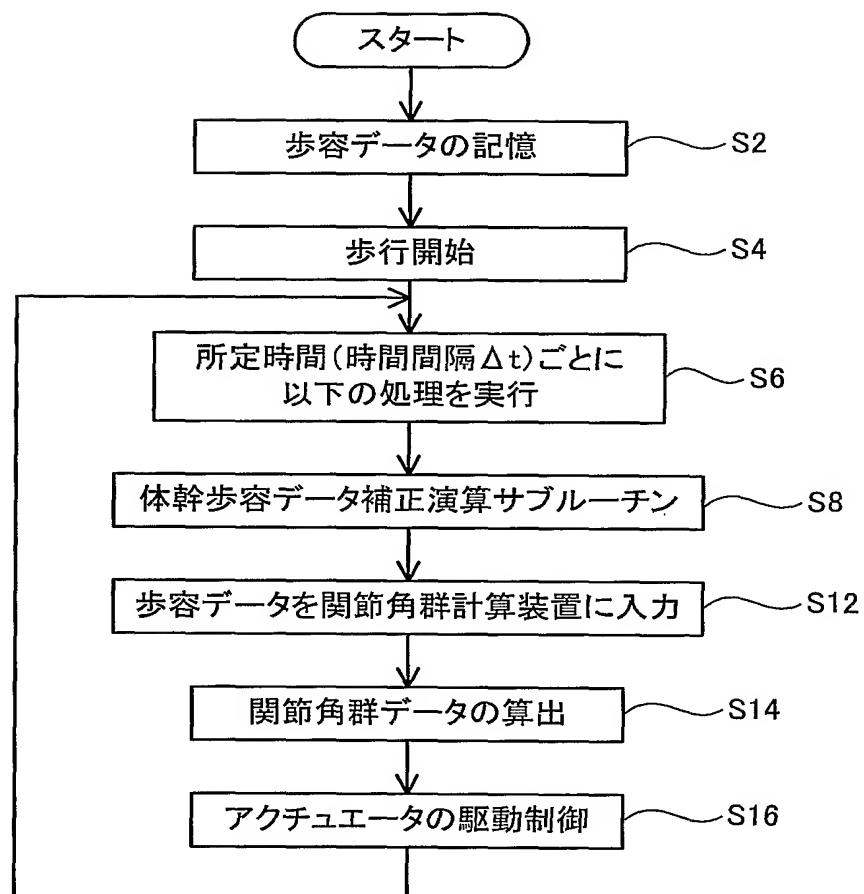 スタート
歩容データの記憶
S2
歩行開始
S4
所定時間(時間間隔Δt)ごとに
以下の処理を実行
S6
体幹歩容データ補正演算サブルーチン
S8
歩容データを関節角群計算装置に入力
S12
関節角群データの算出
S14
アクチュエータの駆動制御
S16